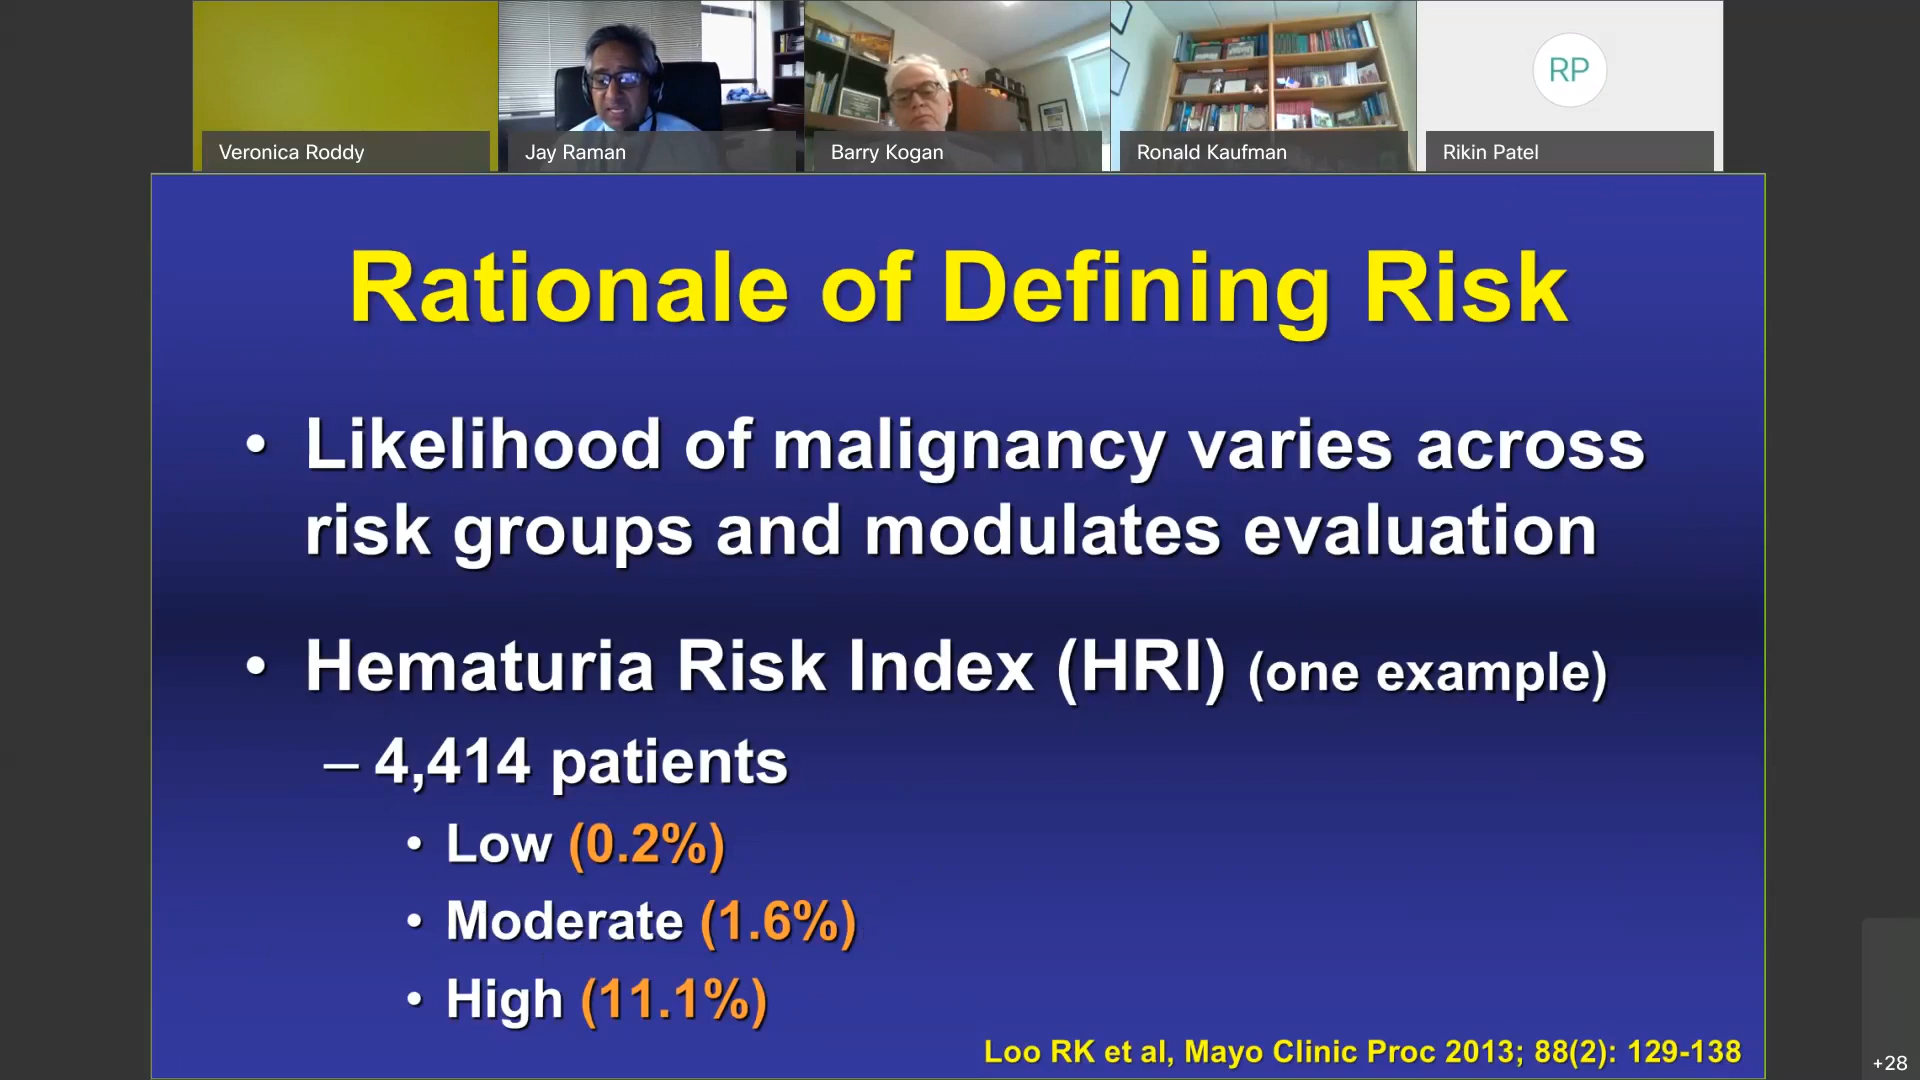 Veronica Roddy
Jay Raman
Barry Kogan
Ronald Kaufman
RP
Rikin Patel
Rationale of Defining Risk
• Likelihood of malignancy varies across
risk groups and modulates evaluation
• Hematuria Risk Index (HRI) (one example)
– 4,414 patients
• Low (0.2%)
• Moderate (1.6%)
• High (11.1%)
Loo RK et al, Mayo Clinic Proc 2013; 88(2): 129-138
+28